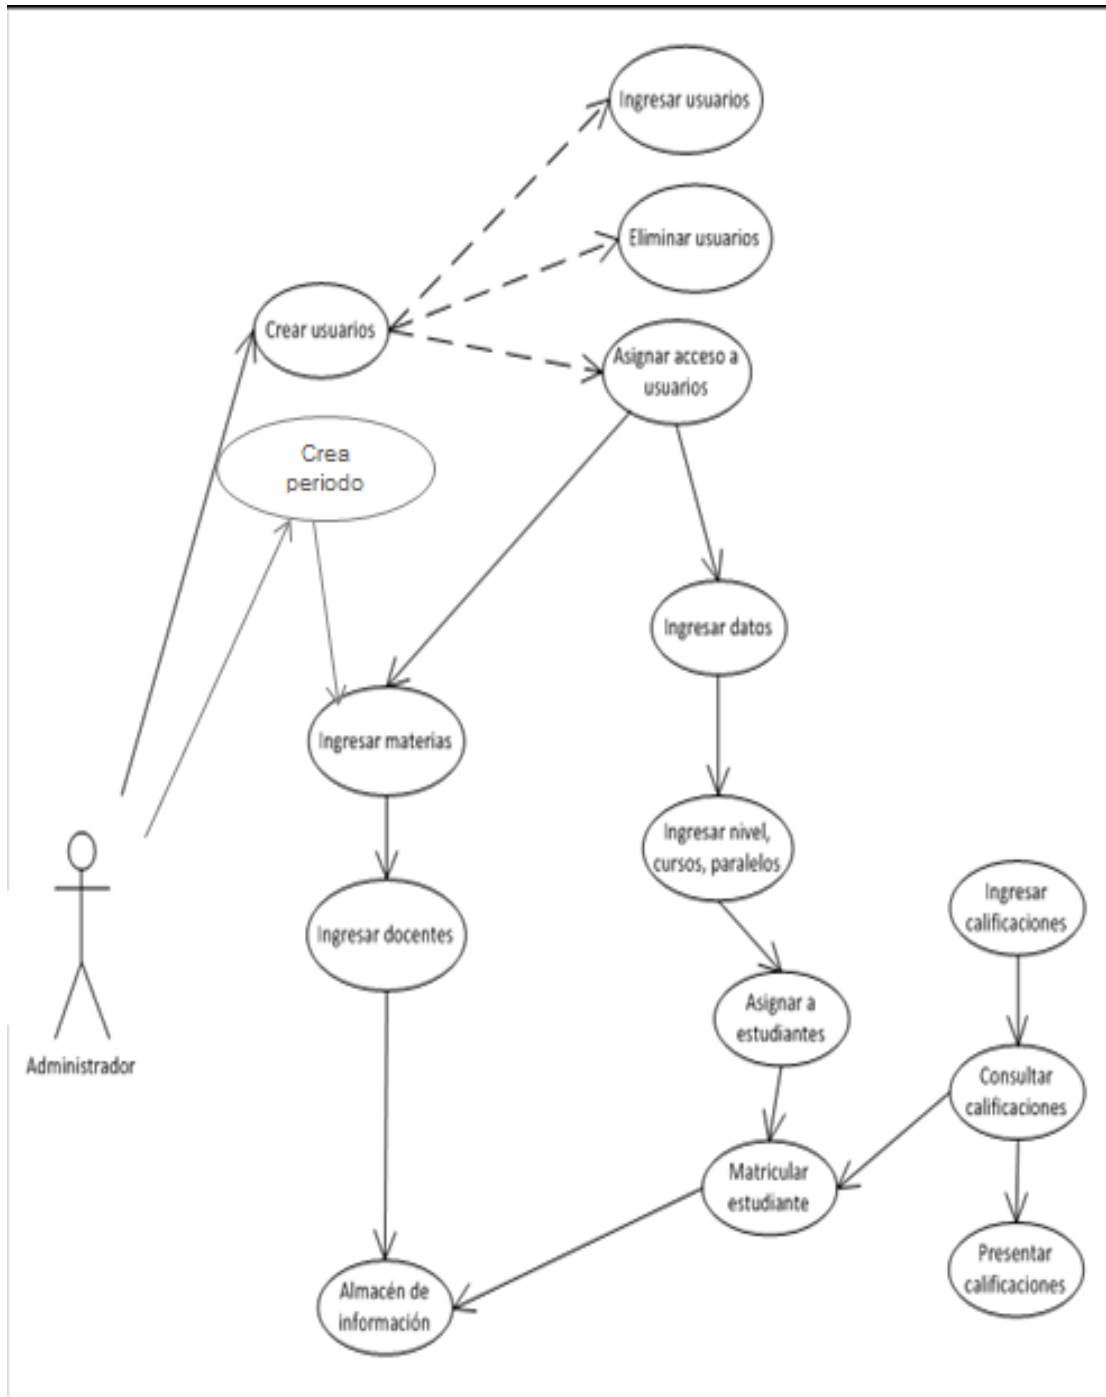 Ingresar usuarios
Eliminar usuarios
Crear usuarios
Asignar acceso a
usuarios
Crea
periodo
Ingresar datos
Ingresar materias
Ingresar nivel,
cursos, paralelos
Ingresar
calificaciones
Ingresar docentes
Asignar a
estudiantes
Administrador
Consultar
calificaciones
Matricular
estudiante
Presentar
calificaciones
Almacén de
información